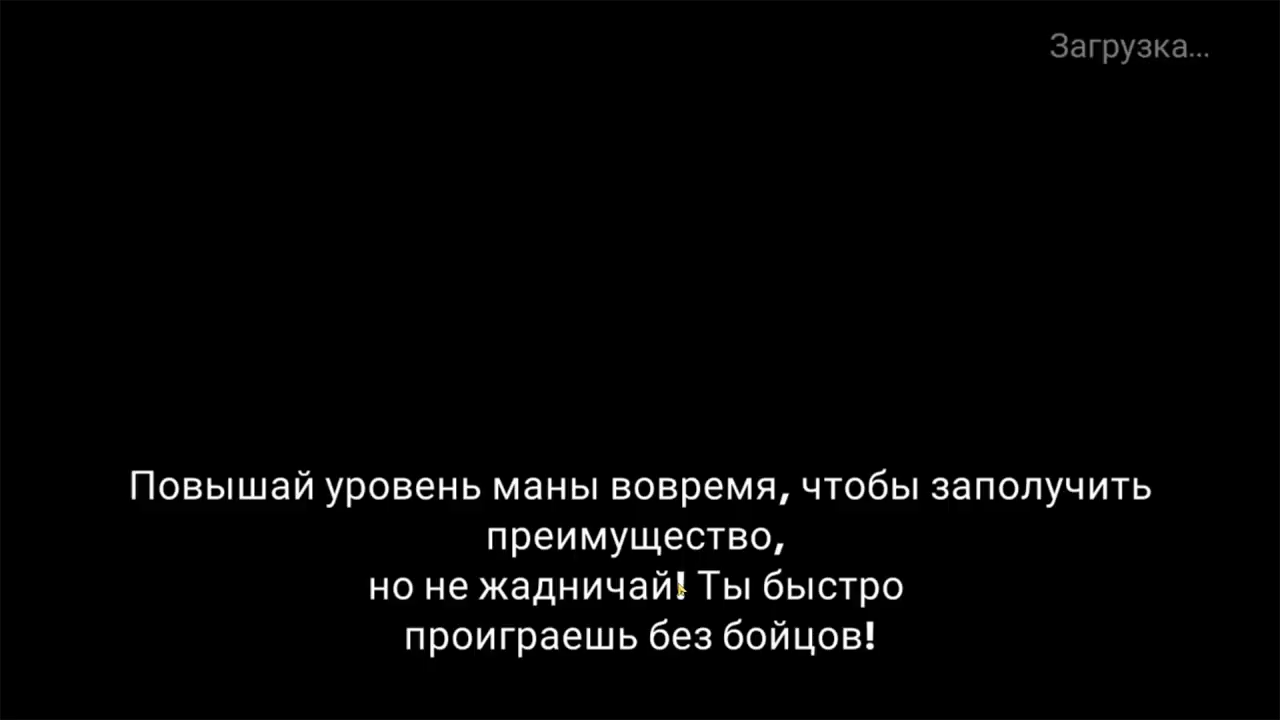 Загрузка...
Повышай уровень маны вовремя, чтобы заполучить
преимущество,
но не жадничай! Ты быстро
проиграешь без бойцов!